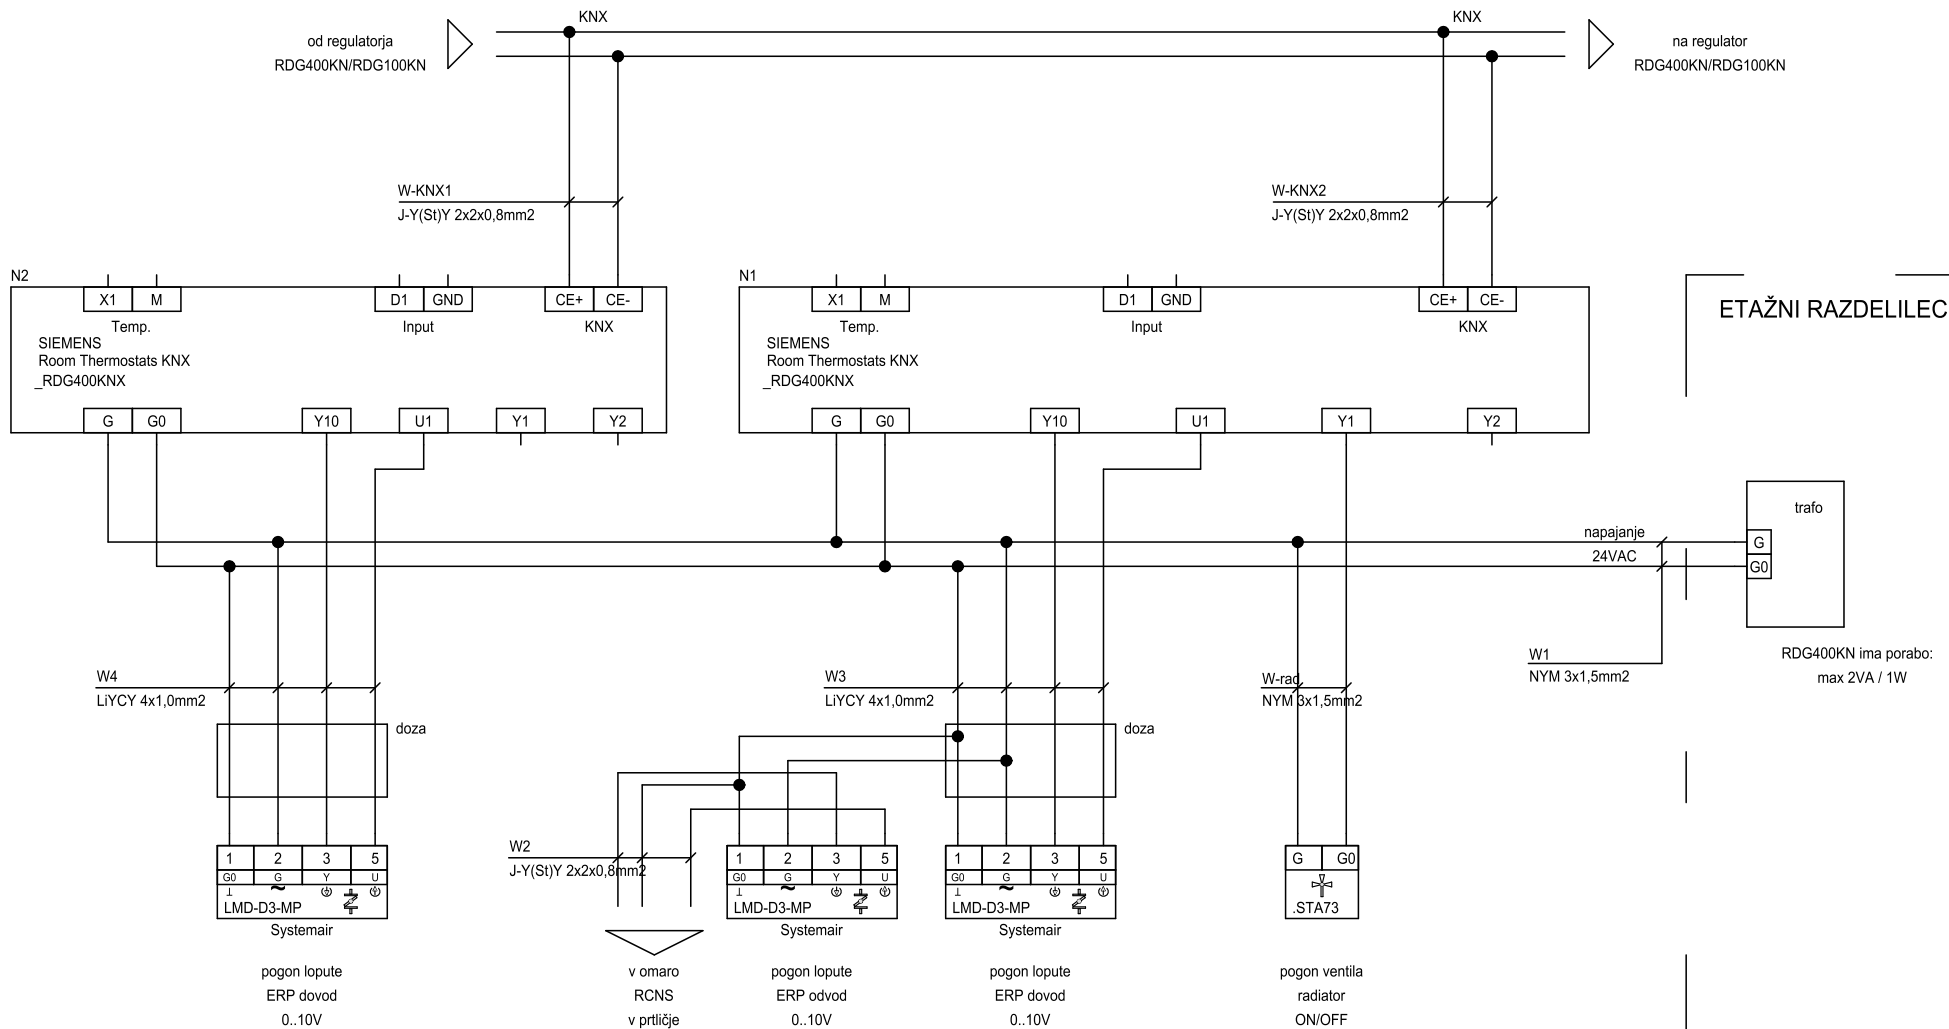 KNX
KNX
od regulatorja
RDG400KN/RDG100KN
na regulator
RDG400KN/RDG100KN
W-KNX1
J-Y(St)Y 2x2x0,8mm2
W-KNX2
J-Y(St)Y 2x2x0,8mm2
N2
X1 M D1 GND CE+ CE-
Temp. Input KNX
SIEMENS
Room Thermostats KNX
_RDG400KNX
G G0 Y10 U1 Y1 Y2
N1
X1 M D1 GND CE+ CE-
Temp. Input KNX
SIEMENS
Room Thermostats KNX
_RDG400KNX
G G0 Y10 U1 Y1 Y2
ETAŽNI RAZDELILEC
trafo
napajanje
24VAC
G
G0
W1
NYM 3x1,5mm2
RDG400KN ima porabo:
max 2VA / 1W
W4
LiYCY 4x1,0mm2
doza
W3
LiYCY 4x1,0mm2
doza
W-rad
NYM 3x1,5mm2
W2
J-Y(St)Y 2x2x0,8mm2
1 2 3 5
G0 G Y U
LMD-D3-MP
Systemair
pogon lopute
ERP dovod
0..10V
v omaro
RCNS
v prtličje
1 2 3 5
G0 G Y U
LMD-D3-MP
Systemair
pogon lopute
ERP odvod
0..10V
1 2 3 5
G0 G Y U
LMD-D3-MP
Systemair
pogon lopute
ERP dovod
0..10V
G G0
.STA73
pogon ventila
radiator
ON/OFF